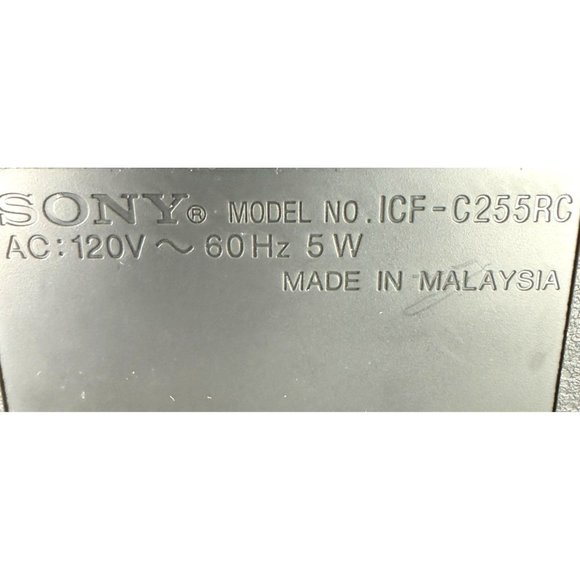 SONY® MODEL NO. ICF-C255RC
AC: 120V ~ 60Hz 5W
MADE IN MALAYSIA